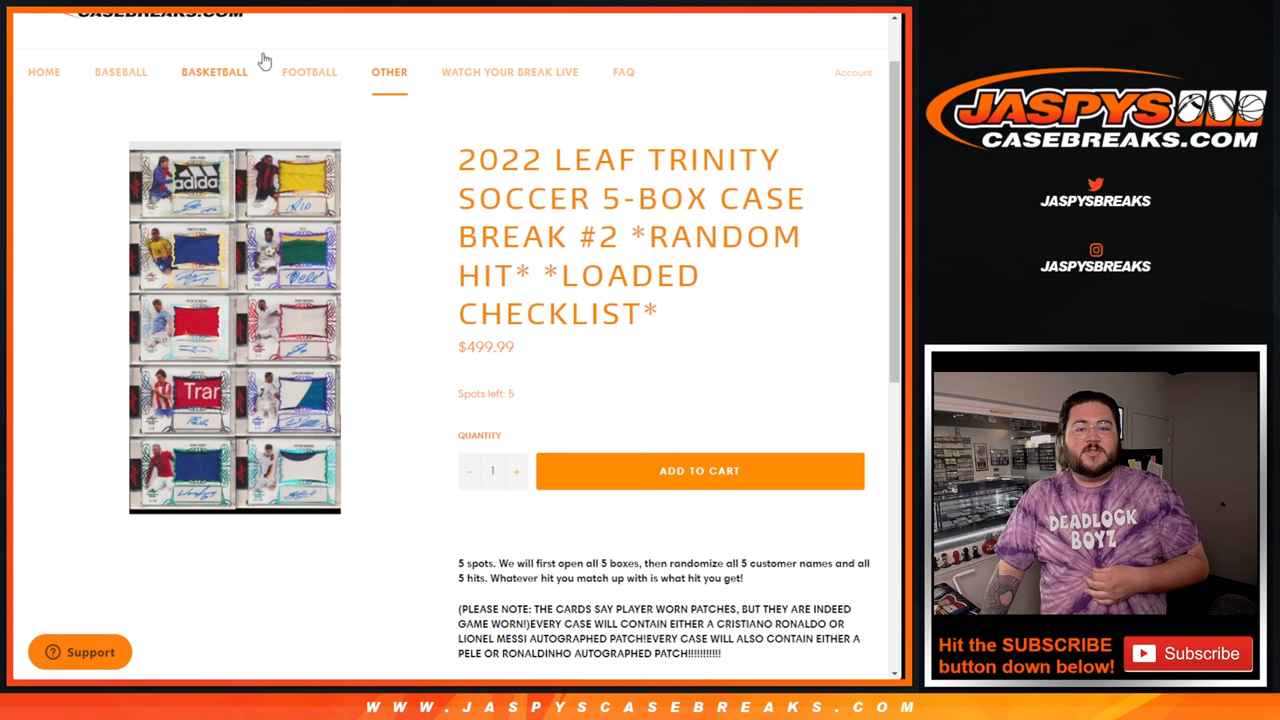 CASEBREAKS.COM
HOME BASEBALL BASKETBALL FOOTBALL OTHER WATCH YOUR BREAK LIVE FAQ Account
adidas
Trar
2022 LEAF TRINITY
SOCCER 5-BOX CASE
BREAK #2 *RANDOM
HIT* *LOADED
CHECKLIST*
$499.99
Spots left: 5
QUANTITY
− 1 +
ADD TO CART
5 spots. We will first open all 5 boxes, then randomize all 5 customer names and all
5 hits. Whatever hit you match up with is what hit you get!
(PLEASE NOTE: THE CARDS SAY PLAYER WORN PATCHES, BUT THEY ARE INDEED
GAME WORN!)EVERY CASE WILL CONTAIN EITHER A CRISTIANO RONALDO OR
LIONEL MESSI AUTOGRAPHED PATCH!EVERY CASE WILL ALSO CONTAIN EITHER A
PELE OR RONALDINHO AUTOGRAPHED PATCH!!!!!!!!!!!
Support
JASPYS
CASEBREAKS.COM
JASPYSBREAKS
JASPYSBREAKS
DEADLOCK
BOYZ
Hit the SUBSCRIBE
button down below!
Subscribe
WWW.JASPYSCASEBREAKS.COM